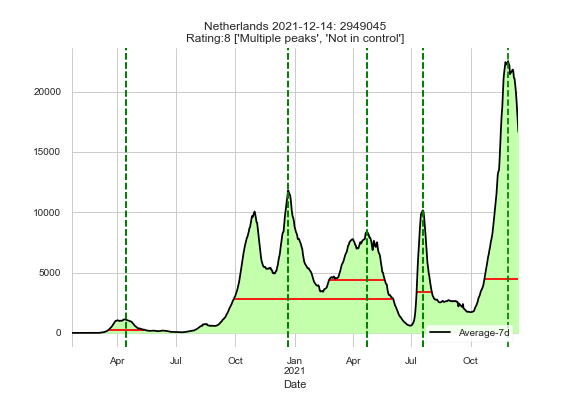 Netherlands 2021-12-14: 2949045
Rating:8 ['Multiple peaks', 'Not in control']
20000
15000
10000
5000
0
Average-7d
Apr Jul Oct Jan Apr Jul Oct
2021
Date